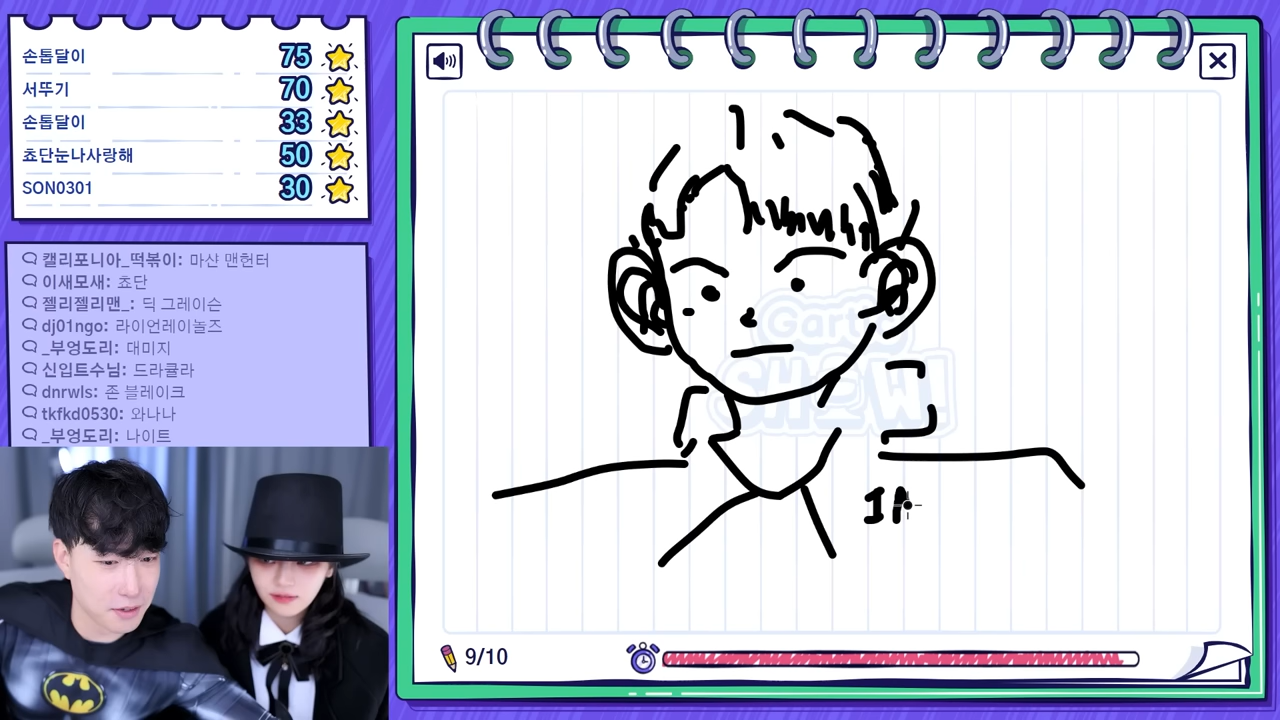 손톱달이 75
서뚜기 70
손톱달이 33
쵸단눈나사랑해 50
SON0301 30
캘리포니아_떡볶이: 마샨 맨헌터
이새모새: 쵸단
젤리젤리맨_: 딕 그레이슨
dj01ngo: 라이언레이놀즈
_부엉도리: 대미지
신입트수님: 드라큘라
dnrwls: 존 블레이크
tkfkd0530: 와나나
_부엉도리: 나이트
Gartic
SHOW!
9/10